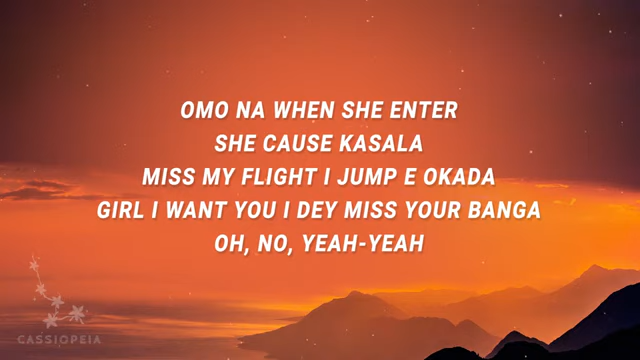 OMO NA WHEN SHE ENTER
SHE CAUSE KASALA
MISS MY FLIGHT I JUMP E OKADA
GIRL I WANT YOU I DEY MISS YOUR BANGA
OH, NO, YEAH-YEAH
CASSIOPEIA